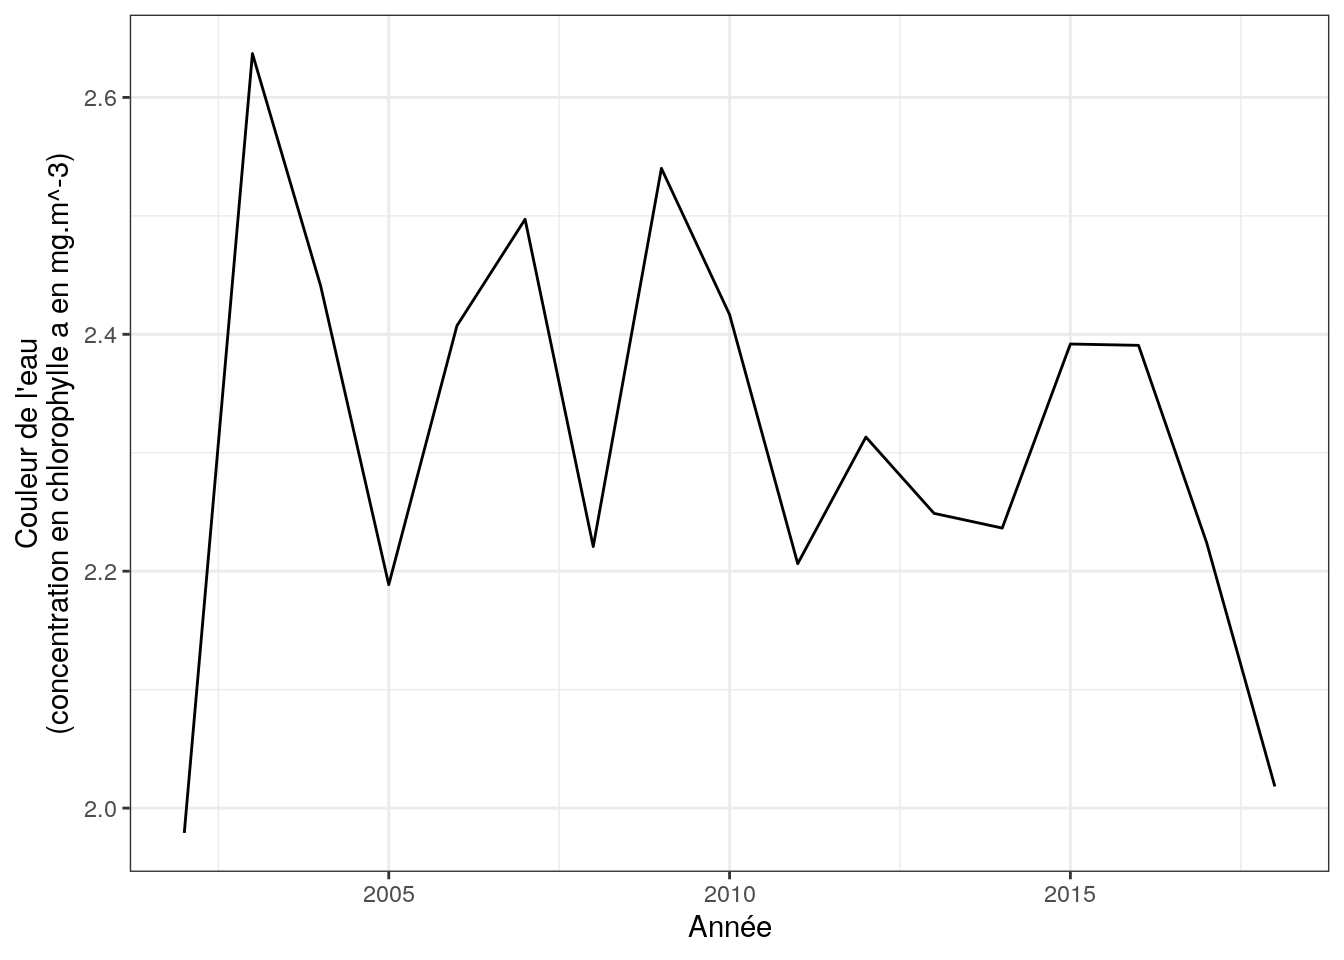 Couleur de l'eau
(concentration en chlorophylle a en mg.m^-3)
2.6
2.4
2.2
2.0
2005
2010
2015
Année